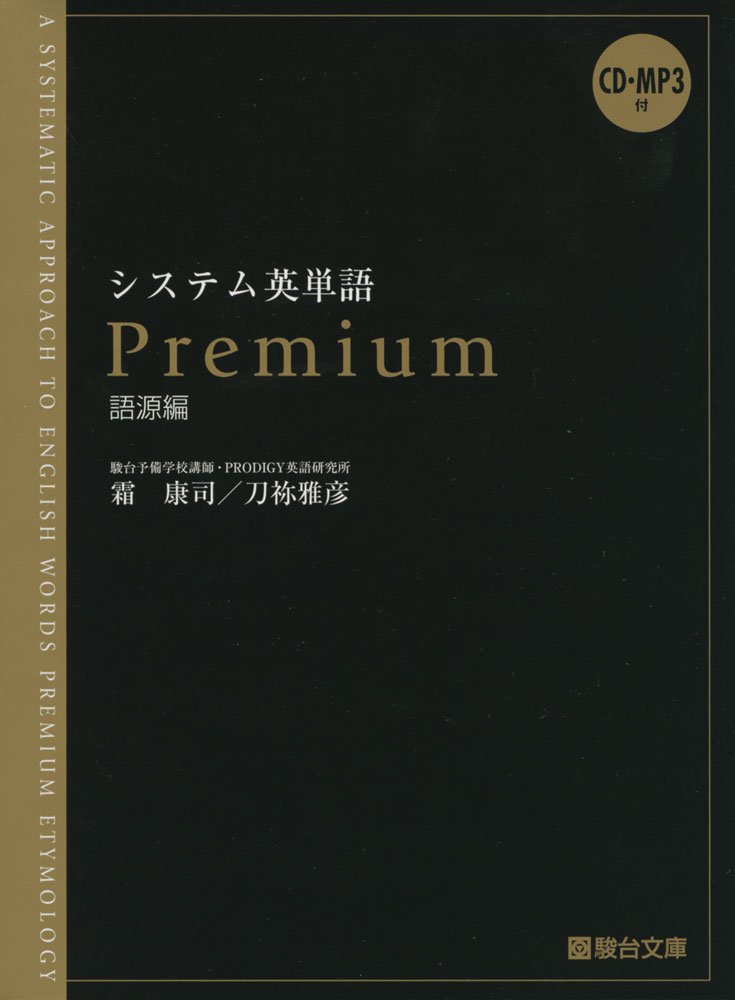 A SYSTEMATIC APPROACH TO ENGLISH WORDS PREMIUM ETYMOLOGY
CD・MP3
付
システム英単語
Premium
語源編
駿台予備学校講師・PRODIGY英語研究所
霜 康司／刀祢雅彦
駿台文庫